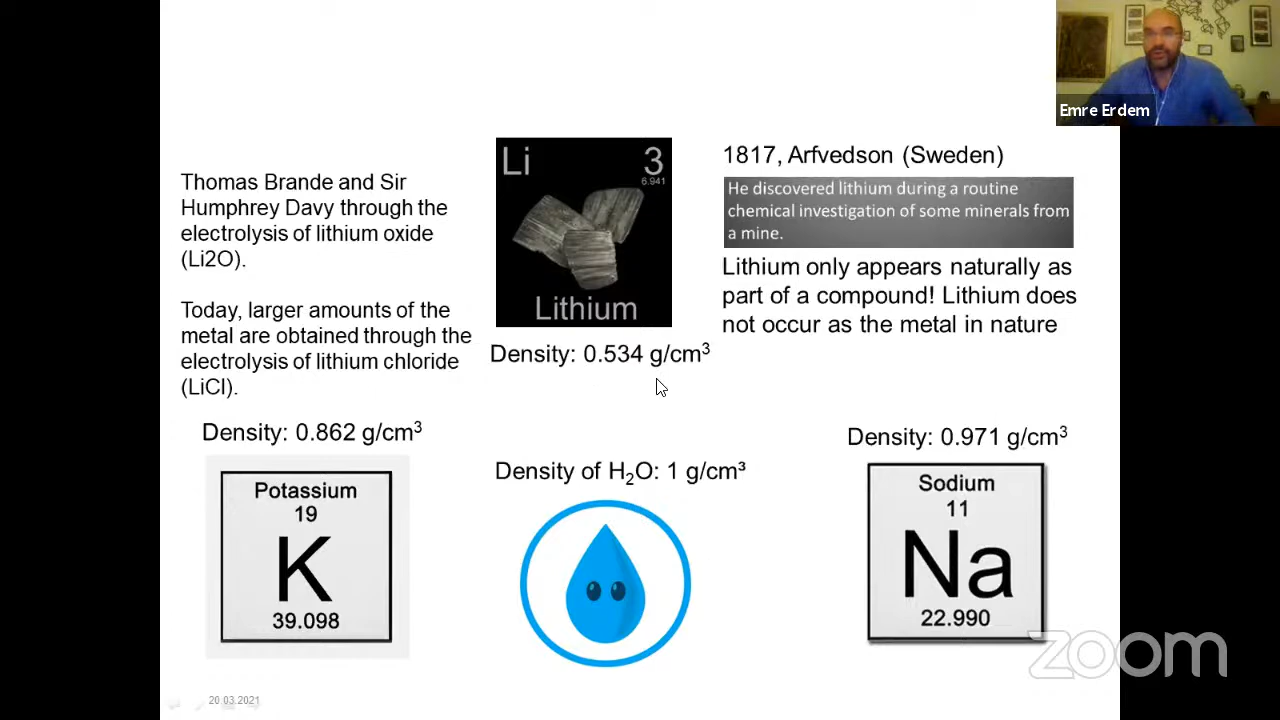 Emre Erdem
Thomas Brande and Sir
Humphrey Davy through the
electrolysis of lithium oxide
(Li2O).
Today, larger amounts of the
metal are obtained through the
electrolysis of lithium chloride
(LiCl).
Li 3
6.941
Lithium
Density: 0.534 g/cm³
1817, Arfvedson (Sweden)
He discovered lithium during a routine
chemical investigation of some minerals from
a mine.
Lithium only appears naturally as
part of a compound! Lithium does
not occur as the metal in nature
Density: 0.862 g/cm³
Potassium
19
K
39.098
Density of H₂O: 1 g/cm³
Density: 0.971 g/cm³
Sodium
11
Na
22.990
zoom
20.03.2021